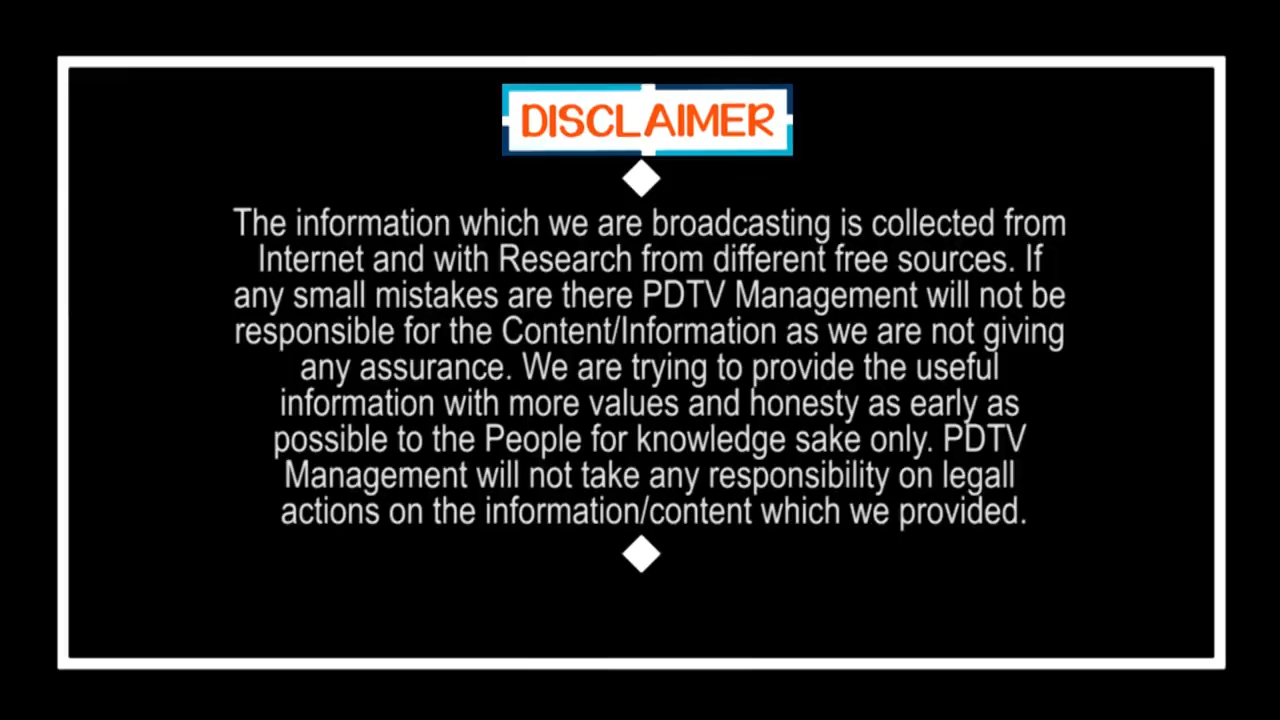 DISCLAIMER
The information which we are broadcasting is collected from
Internet and with Research from different free sources. If
any small mistakes are there PDTV Management will not be
responsible for the Content/Information as we are not giving
any assurance. We are trying to provide the useful
information with more values and honesty as early as
possible to the People for knowledge sake only. PDTV
Management will not take any responsibility on legall
actions on the information/content which we provided.